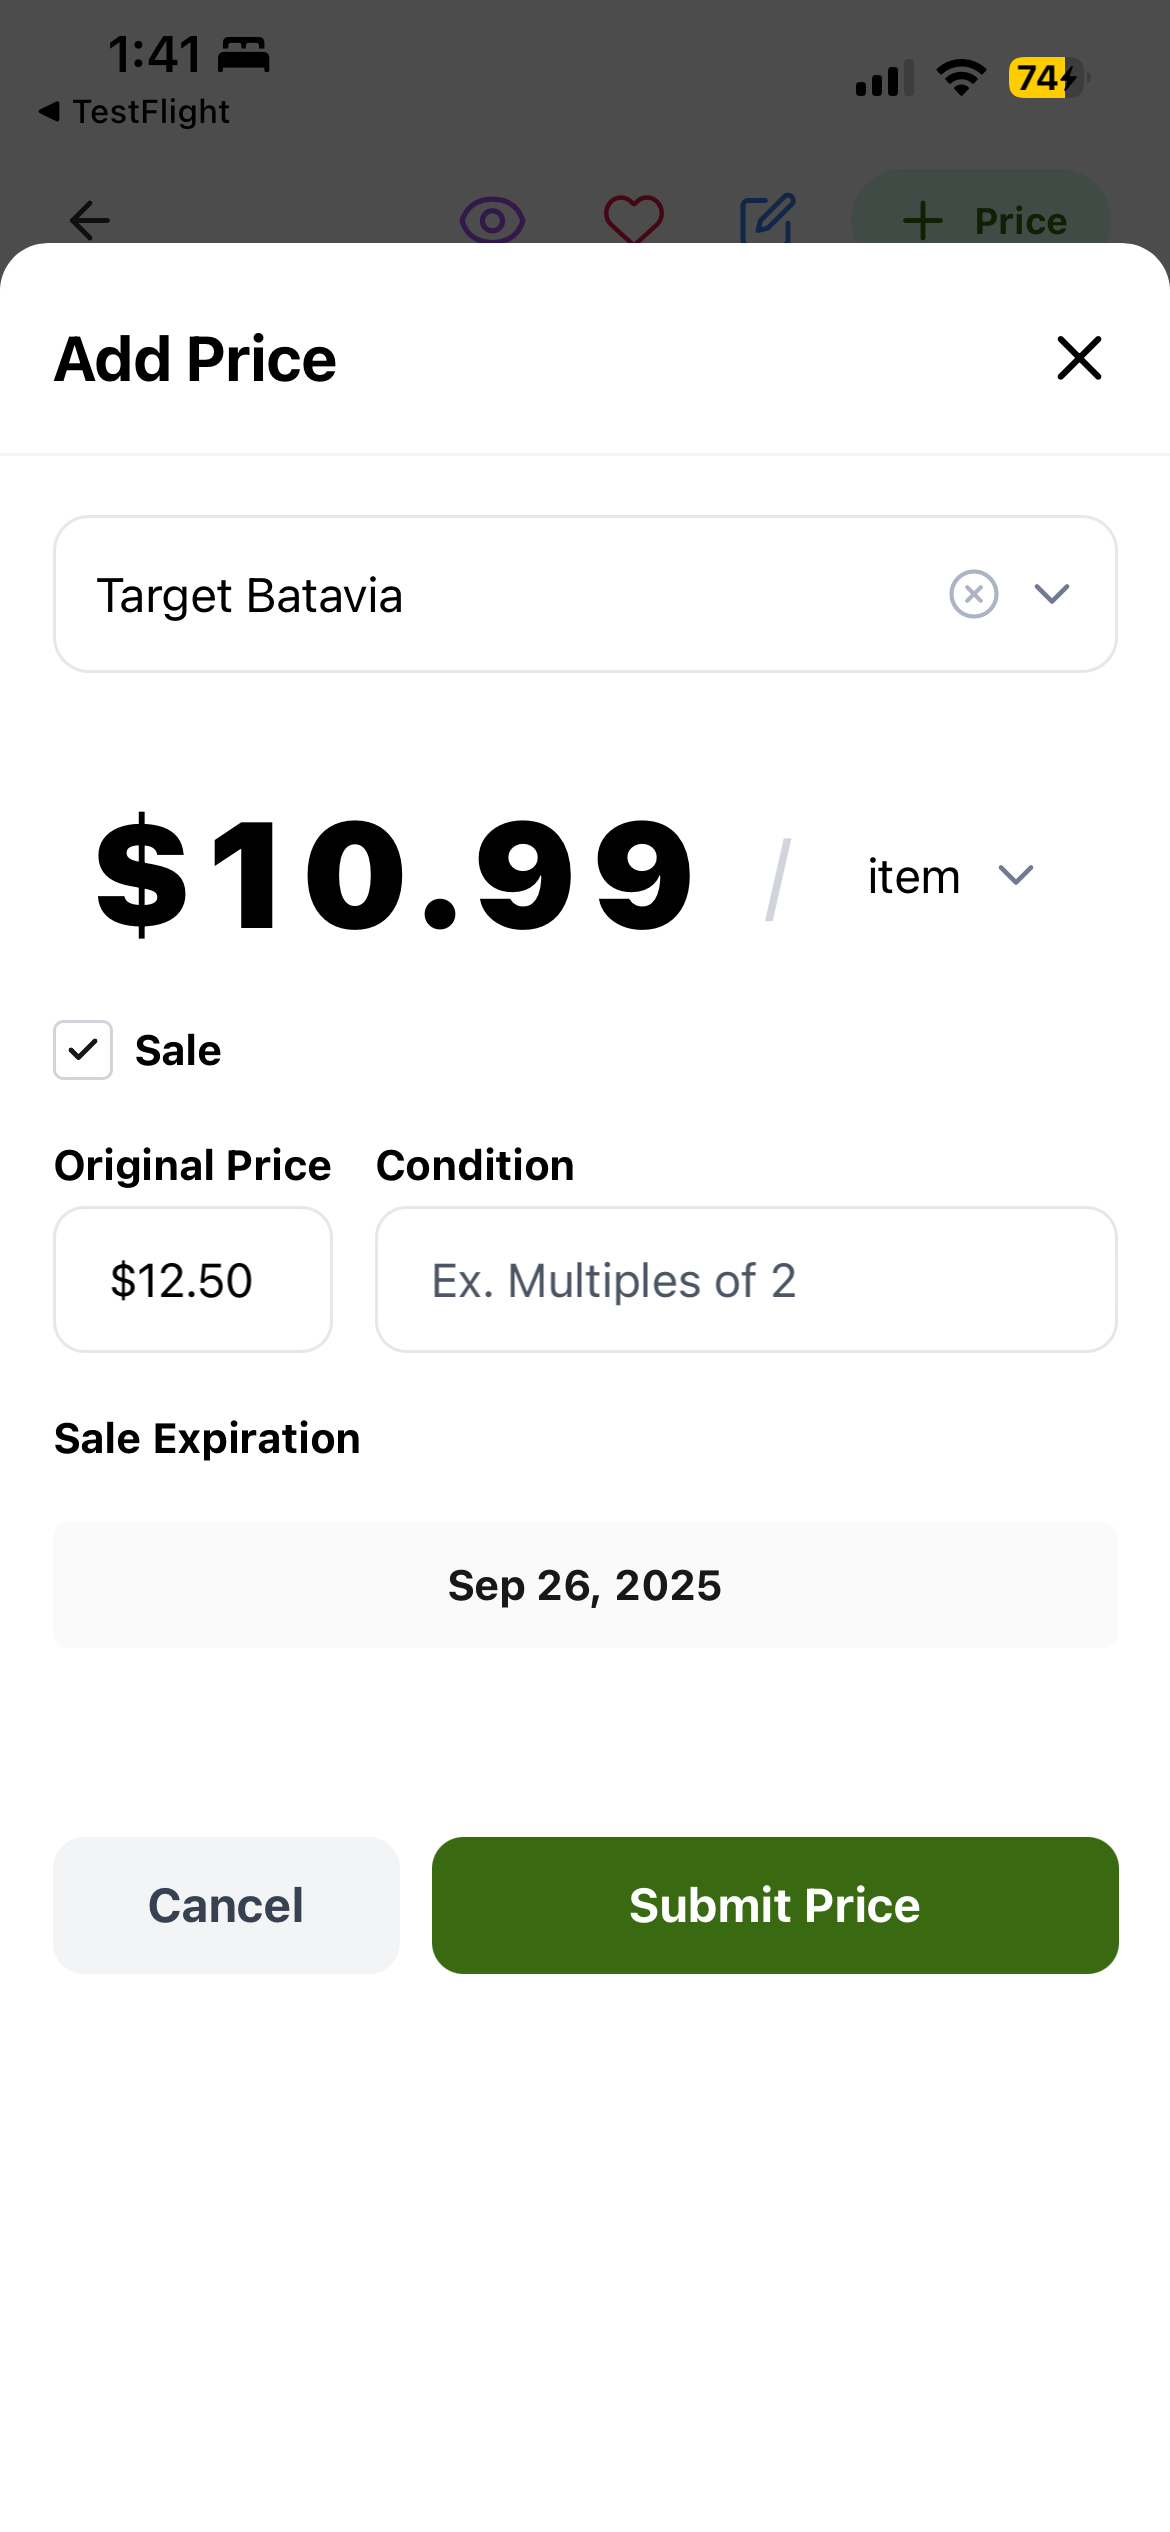 1:41
74
◀ TestFlight
+ Price
Add Price
Target Batavia
$10.99 / item
Sale
Original Price Condition
$12.50 Ex. Multiples of 2
Sale Expiration
Sep 26, 2025
Cancel Submit Price